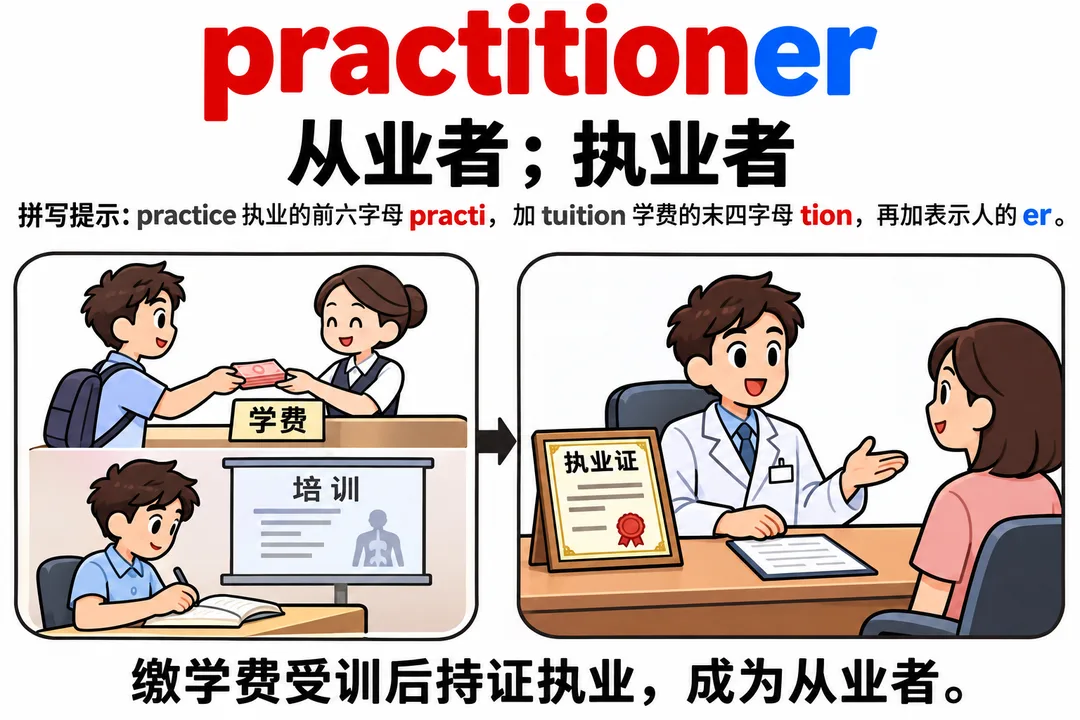 practitioner
从业者；执业者
拼写提示：practice 执业的前六字母 practi，加 tuition 学费的末四字母 tion，再加表示人的 er。
学费
培训
执业证
缴学费受训后持证执业，成为从业者。